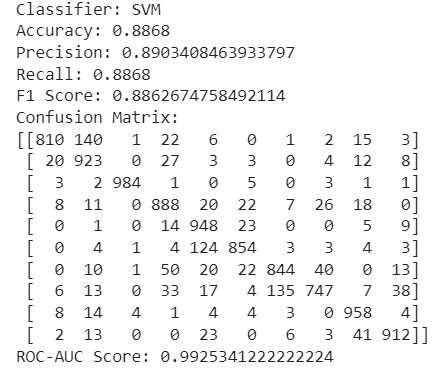 Classifier: SVM
Accuracy: 0.8868
Precision: 0.8903408463933797
Recall: 0.8868
F1 Score: 0.8862674758492114
Confusion Matrix:
[[810 140   1  22   6   0   1   2  15   3]
 [ 20 923   0  27   3   3   0   4  12   8]
 [  3   2 984   1   0   5   0   3   1   1]
 [  8  11   0 888  20  22   7  26  18   0]
 [  0   1   0  14 948  23   0   0   5   9]
 [  0   4   1   4 124 854   3   3   4   3]
 [  0  10   1  50  20  22 844  40   0  13]
 [  6  13   0  33  17   4 135 747   7  38]
 [  8  14   4   1   4   4   3   0 958   4]
 [  2  13   0   0  23   0   6   3  41 912]]
ROC-AUC Score: 0.9925341222222224